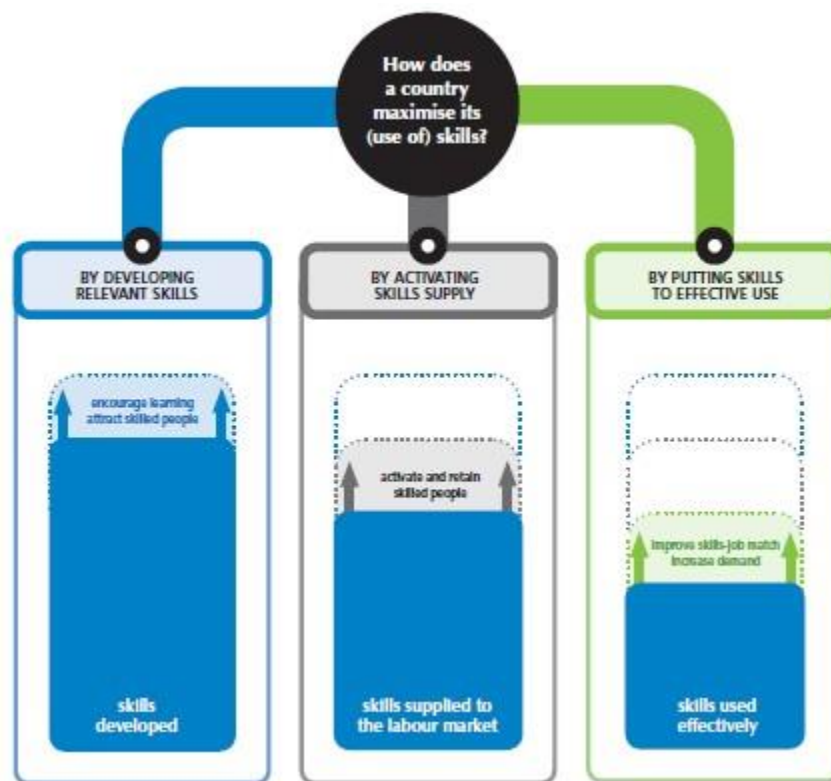 How does
a country
maximise its
(use of) skills?
BY DEVELOPING
RELEVANT SKILLS
encourage learning
attract skilled people
skills
developed
BY ACTIVATING
SKILLS SUPPLY
activate and retain
skilled people
skills supplied to
the labour market
BY PUTTING SKILLS
TO EFFECTIVE USE
improve skills-job match
increase demand
skills used
effectively